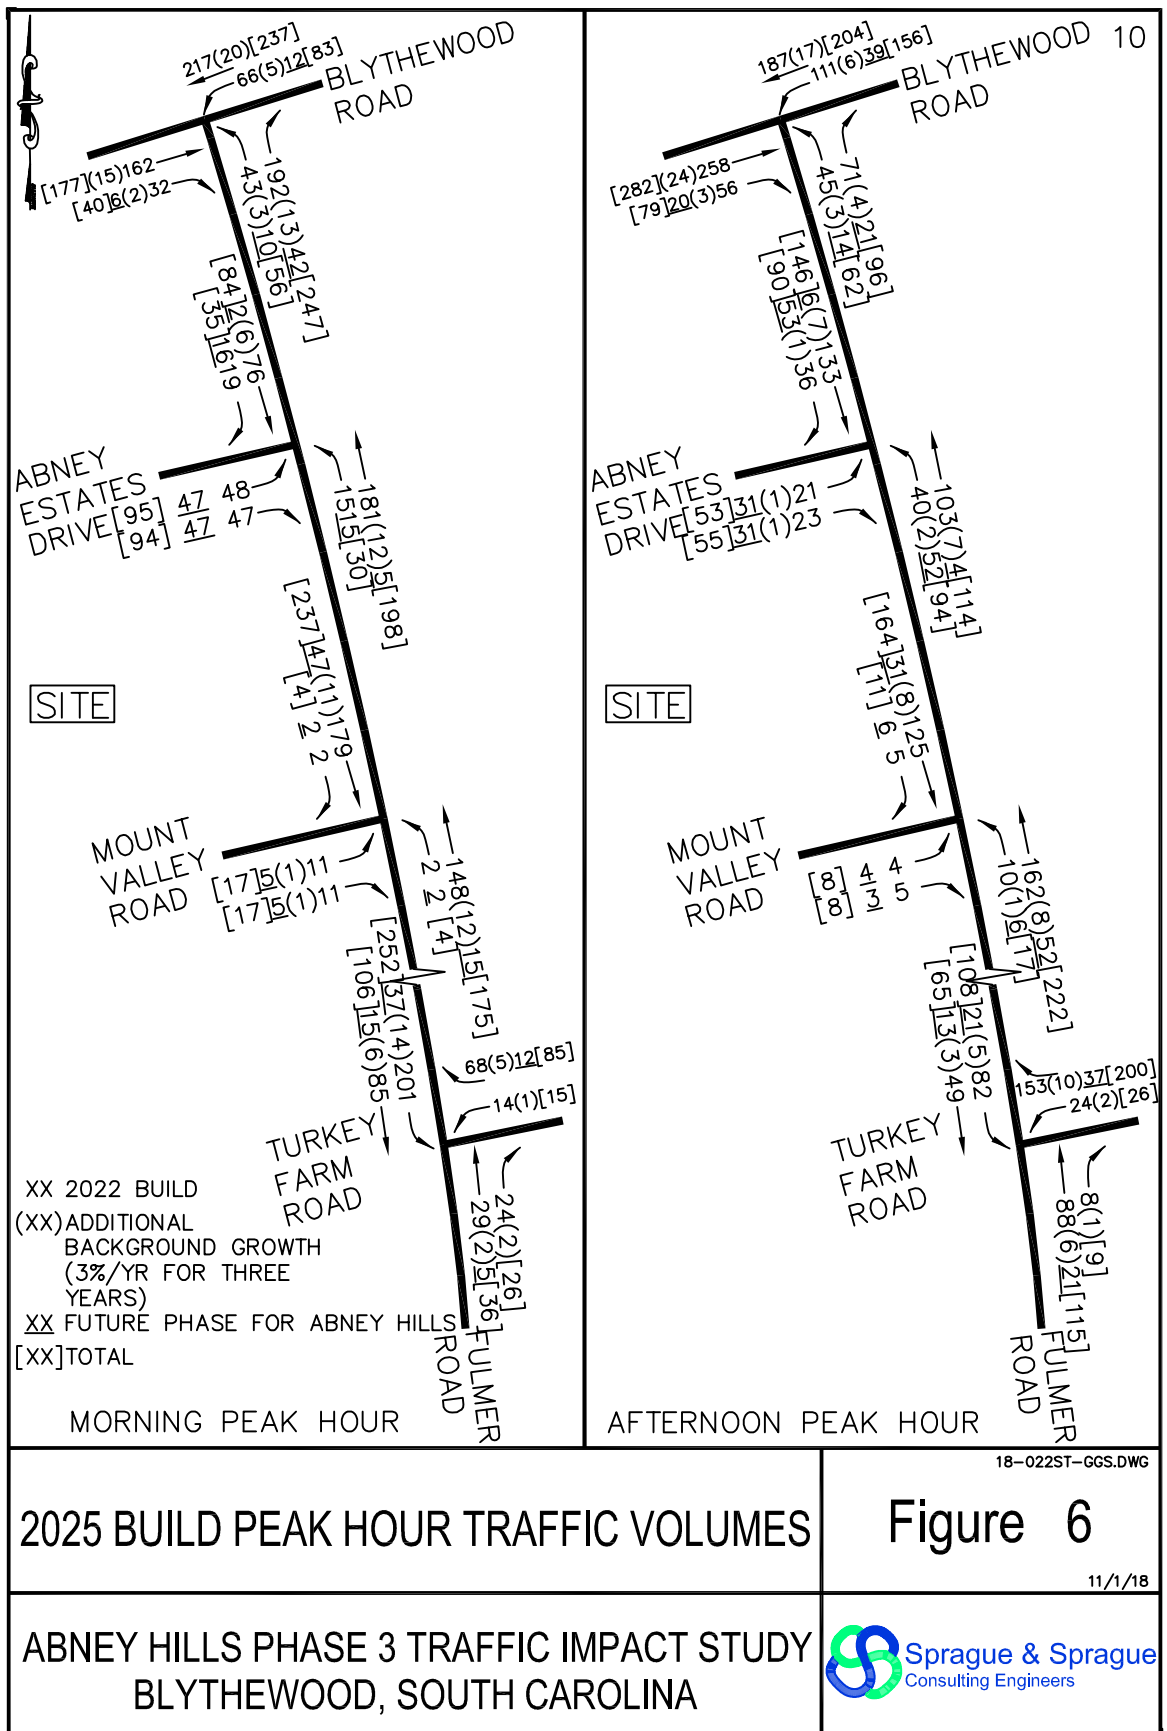 217(20)[237]
66(5)12[83]
BLYTHEWOOD
ROAD
[177](15)162
[40]6(2)32
192(13)42[247]
43(3)10[56]
[84]2(6)76
[35]1619
ABNEY
ESTATES
DRIVE
[95] 47 48
[94] 47 47
181(12)5[198]
1515[30]
[237]47(11)179
[4] 2 2
SITE
MOUNT
VALLEY
ROAD
[17]5(1)11
[17]5(1)11
148(12)15[175]
2 2 [4]
[252]37(14)201
[106]15(6)85
68(5)12[85]
14(1)[15]
TURKEY
FARM
ROAD
24(2)[26]
29(2)5[36]
FULMER
ROAD
XX 2022 BUILD
(XX) ADDITIONAL
BACKGROUND GROWTH
(3%/YR FOR THREE
YEARS)
XX FUTURE PHASE FOR ABNEY HILLS
[XX] TOTAL
MORNING PEAK HOUR
10
187(17)[204]
111(6)39[156]
BLYTHEWOOD
ROAD
[282](24)258
[79]20(3)56
71(4)21[96]
45(3)14[62]
[146]6(7)133
[90]53(1)36
ABNEY
ESTATES
DRIVE
[53]31(1)21
[55]31(1)23
103(7)4[114]
40(2)52[94]
[164]31(8)125
[11] 6 5
SITE
MOUNT
VALLEY
ROAD
[8] 4 4
[8] 3 5
162(8)52[222]
10(1)6[17]
[108]21(5)82
[65]13(3)49
153(10)37[200]
24(2)[26]
TURKEY
FARM
ROAD
8(1)[9]
88(6)21[115]
FULMER
ROAD
AFTERNOON PEAK HOUR
18-022ST-GGS.DWG
2025 BUILD PEAK HOUR TRAFFIC VOLUMES
Figure 6
11/1/18
ABNEY HILLS PHASE 3 TRAFFIC IMPACT STUDY
BLYTHEWOOD, SOUTH CAROLINA
Sprague & Sprague
Consulting Engineers